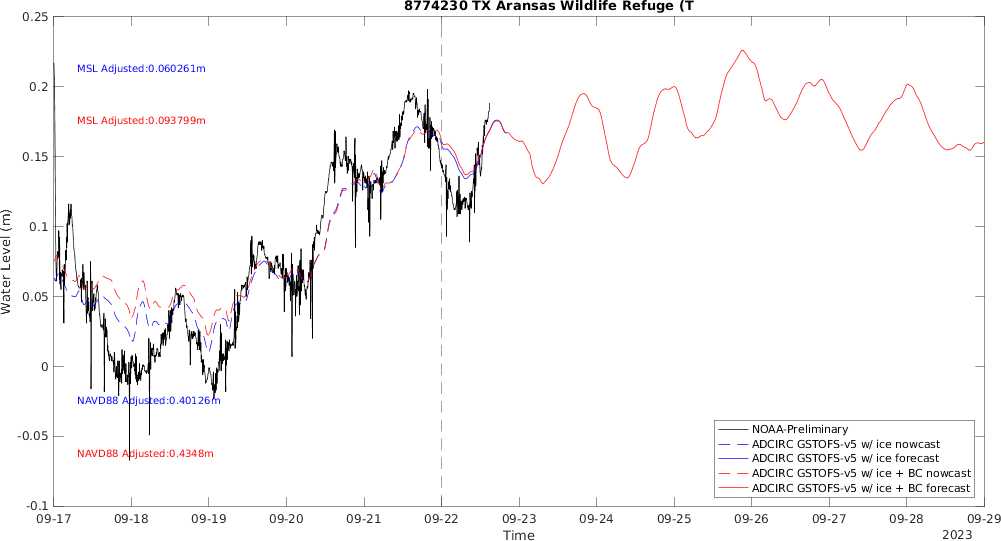 8774230 TX Aransas Wildlife Refuge (T
Water Level (m)
0.25
0.2
0.15
0.1
0.05
0
-0.05
-0.1
MSL Adjusted:0.060261m
MSL Adjusted:0.093799m
NAVD88 Adjusted:0.40126m
NAVD88 Adjusted:0.4348m
NOAA-Preliminary
ADCIRC GSTOFS-v5 w/ ice nowcast
ADCIRC GSTOFS-v5 w/ ice forecast
ADCIRC GSTOFS-v5 w/ ice + BC nowcast
ADCIRC GSTOFS-v5 w/ ice + BC forecast
09-17 09-18 09-19 09-20 09-21 09-22 09-23 09-24 09-25 09-26 09-27 09-28 09-29
Time
2023